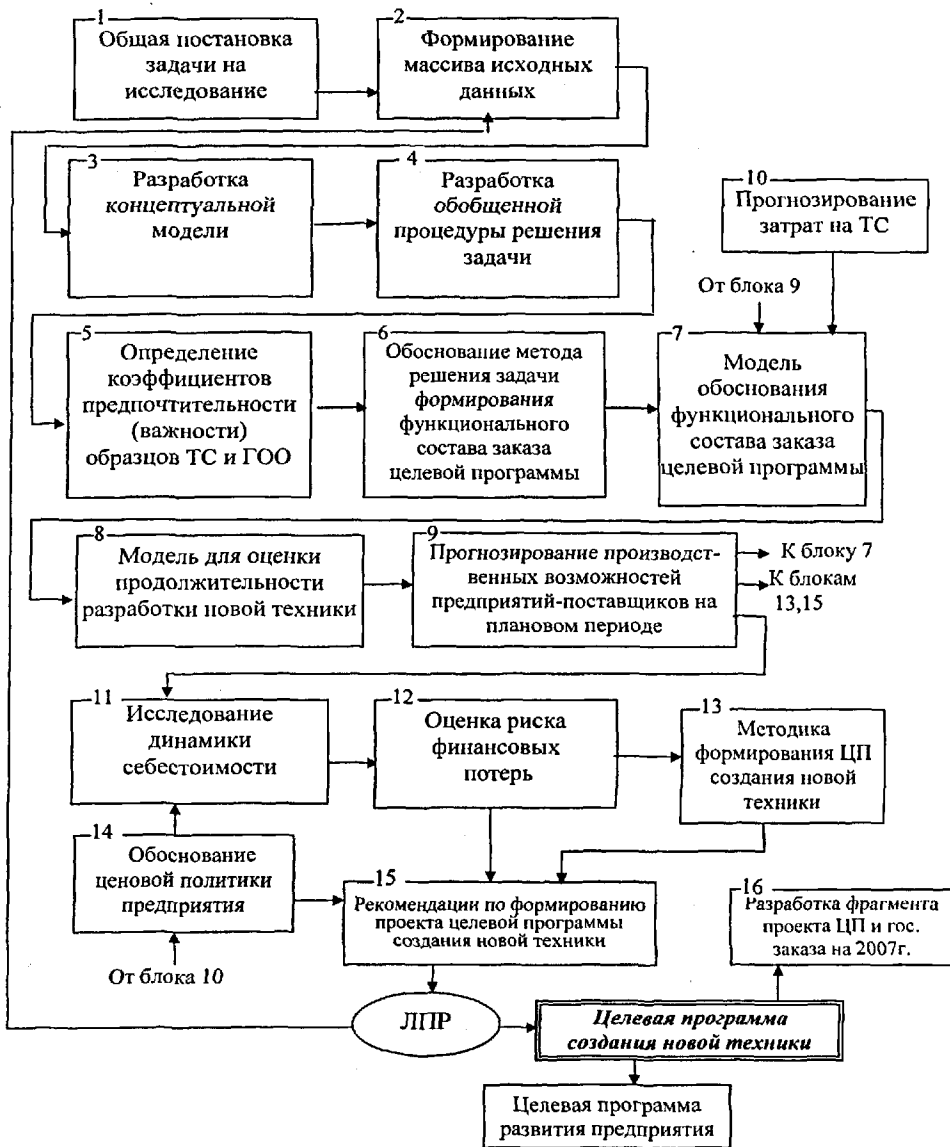 1
Общая постановка
задачи на
исследование
2
Формирование
массива исходных
данных
3
Разработка
концептуальной
модели
4
Разработка
обобщенной
процедуры решения
задачи
10
Прогнозирование
затрат на ТС
От блока 9
5
Определение
коэффициентов
предпочтительности
(важности)
образцов ТС и ГОО
6
Обоснование метода
решения задачи
формирования
функционального
состава заказа
целевой программы
7
Модель
обоснования
функционального
состава заказа
целевой программы
8
Модель для оценки
продолжительности
разработки новой техники
9
Прогнозирование производст-
венных возможностей
предприятий-поставщиков на
плановом периоде
К блоку 7
К блокам
13,15
11
Исследование
динамики
себестоимости
12
Оценка риска
финансовых
потерь
13
Методика
формирования ЦП
создания новой
техники
14
Обоснование
ценовой политики
предприятия
От блока 10
15
Рекомендации по формированию
проекта целевой программы
создания новой техники
16
Разработка фрагмента
проекта ЦП и гос.
заказа на 2007г.
ЛПР
Целевая программа
создания новой техники
Целевая программа
развития предприятия